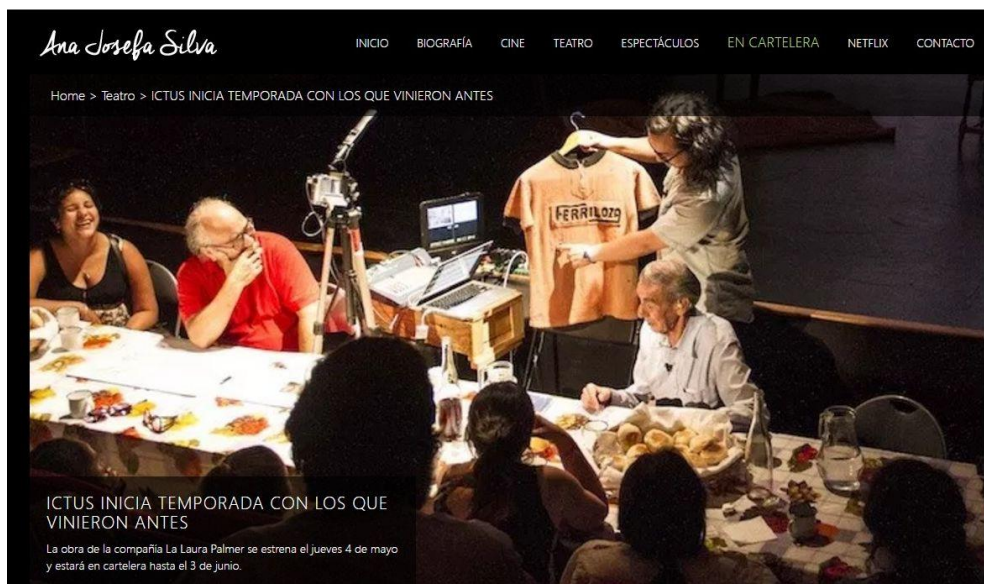 Ana Josefa Silva
INICIO BIOGRAFÍA CINE TEATRO ESPECTÁCULOS EN CARTELERA NETFLIX CONTACTO
Home > Teatro > ICTUS INICIA TEMPORADA CON LOS QUE VINIERON ANTES
FERRILOZA
ICTUS INICIA TEMPORADA CON LOS QUE
VINIERON ANTES
La obra de la compañía La Laura Palmer se estrena el jueves 4 de mayo
y estará en cartelera hasta el 3 de junio.